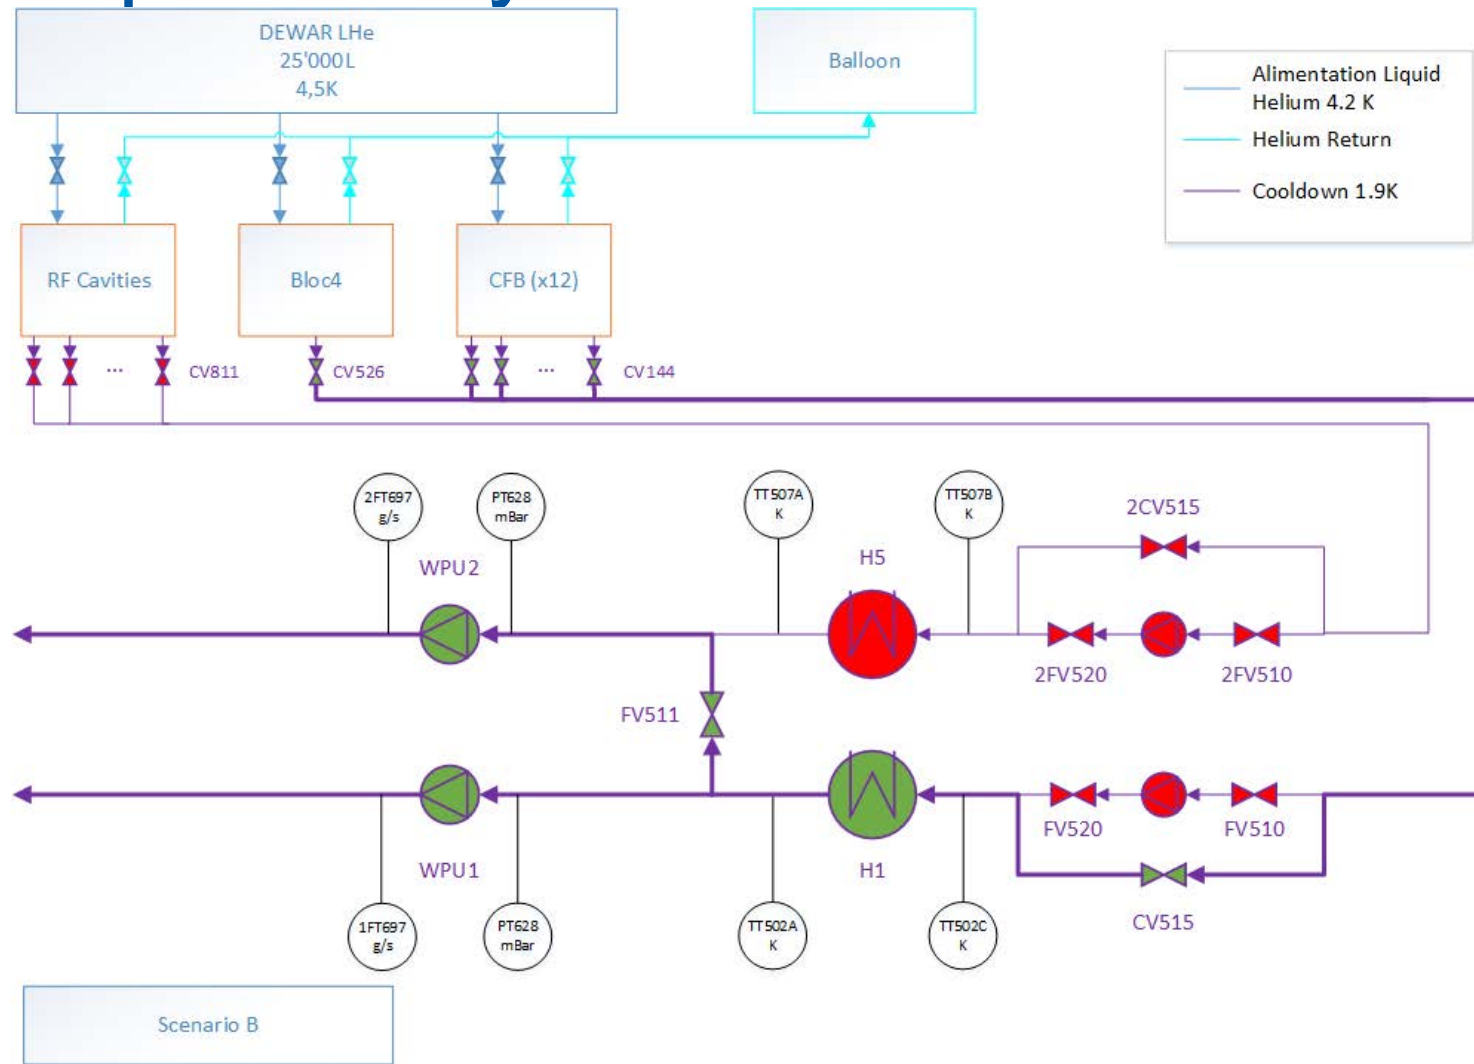 DEWAR LHe
25'000L
4,5K
Balloon
Alimentation Liquid
Helium 4.2 K
Helium Return
Cooldown 1.9K
RF Cavities
Bloc4
CFB (x12)
...
CV811
CV526
...
CV144
2FT697
g/s
PT628
mBar
TT507A
K
TT507B
K
2CV515
WPU2
H5
2FV520
2FV510
FV511
FV520
FV510
WPU1
H1
CV515
1FT697
g/s
PT628
mBar
TT502A
K
TT502C
K
Scenario B